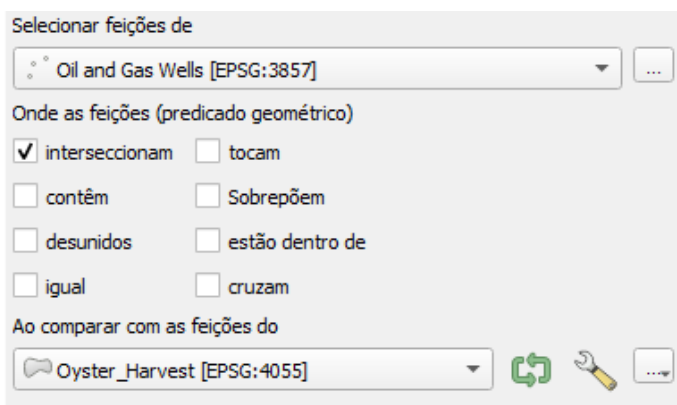 Selecionar feições de
Oil and Gas Wells [EPSG:3857]
...
Onde as feições (predicado geométrico)
interseccionam tocam
contêm Sobrepõem
desunidos estão dentro de
igual cruzam
Ao comparar com as feições do
Oyster_Harvest [EPSG:4055]
...